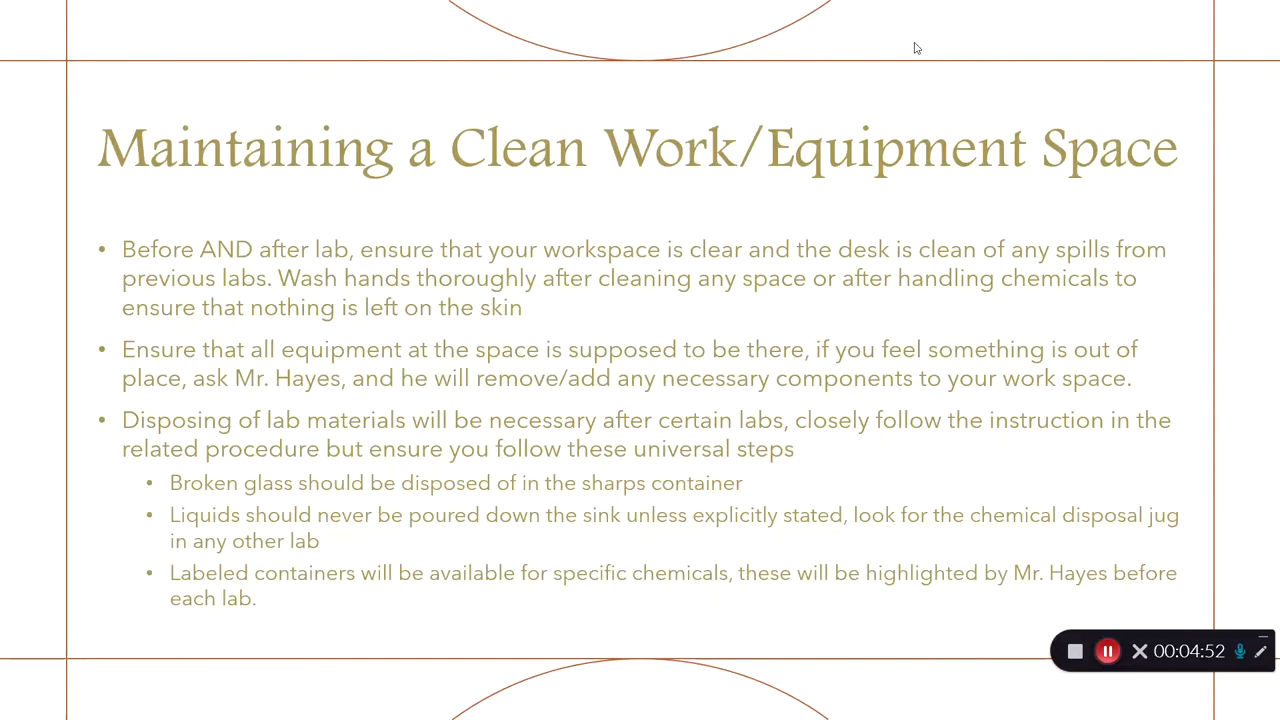 Maintaining a Clean Work/Equipment Space
• Before AND after lab, ensure that your workspace is clear and the desk is clean of any spills from
previous labs. Wash hands thoroughly after cleaning any space or after handling chemicals to
ensure that nothing is left on the skin
• Ensure that all equipment at the space is supposed to be there, if you feel something is out of
place, ask Mr. Hayes, and he will remove/add any necessary components to your work space.
• Disposing of lab materials will be necessary after certain labs, closely follow the instruction in the
related procedure but ensure you follow these universal steps
• Broken glass should be disposed of in the sharps container
• Liquids should never be poured down the sink unless explicitly stated, look for the chemical disposal jug
in any other lab
• Labeled containers will be available for specific chemicals, these will be highlighted by Mr. Hayes before
each lab.
00:04:52